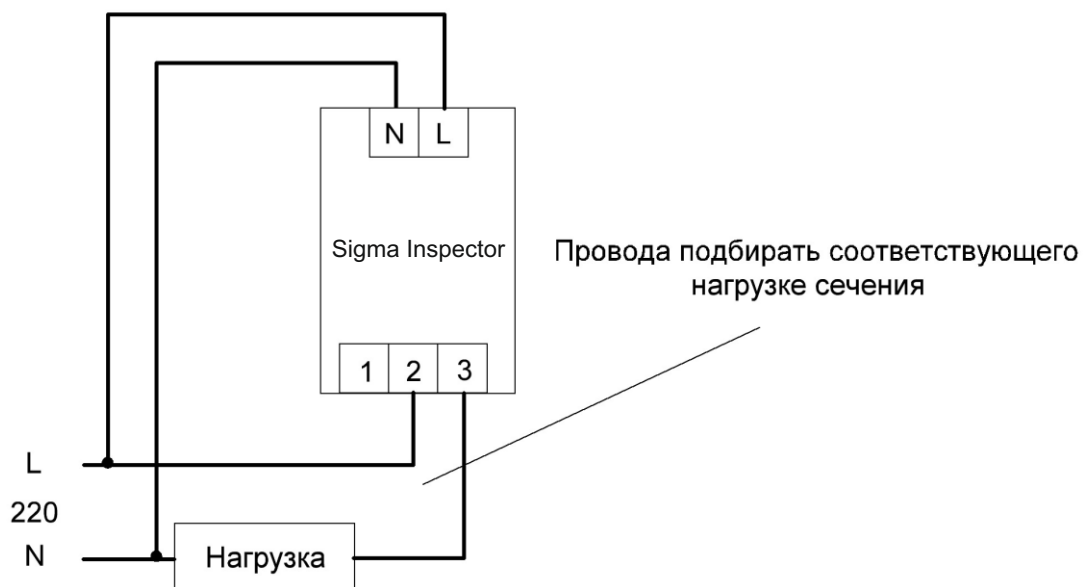 N L
Sigma Inspector
Провода подбирать соответствующего
нагрузке сечения
1 2 3
L
220
N
Нагрузка